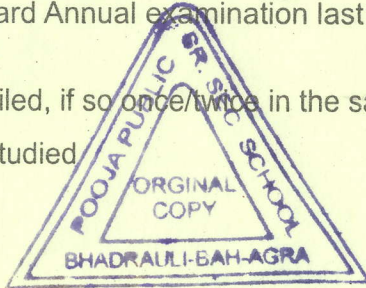 ard Annual examination last
iled, if so once/twice in the sa
tudied
POOJA PUBLIC SR. SEC SCHOOL
ORGINAL
COPY
BHADRAULI-BAH-AGRA